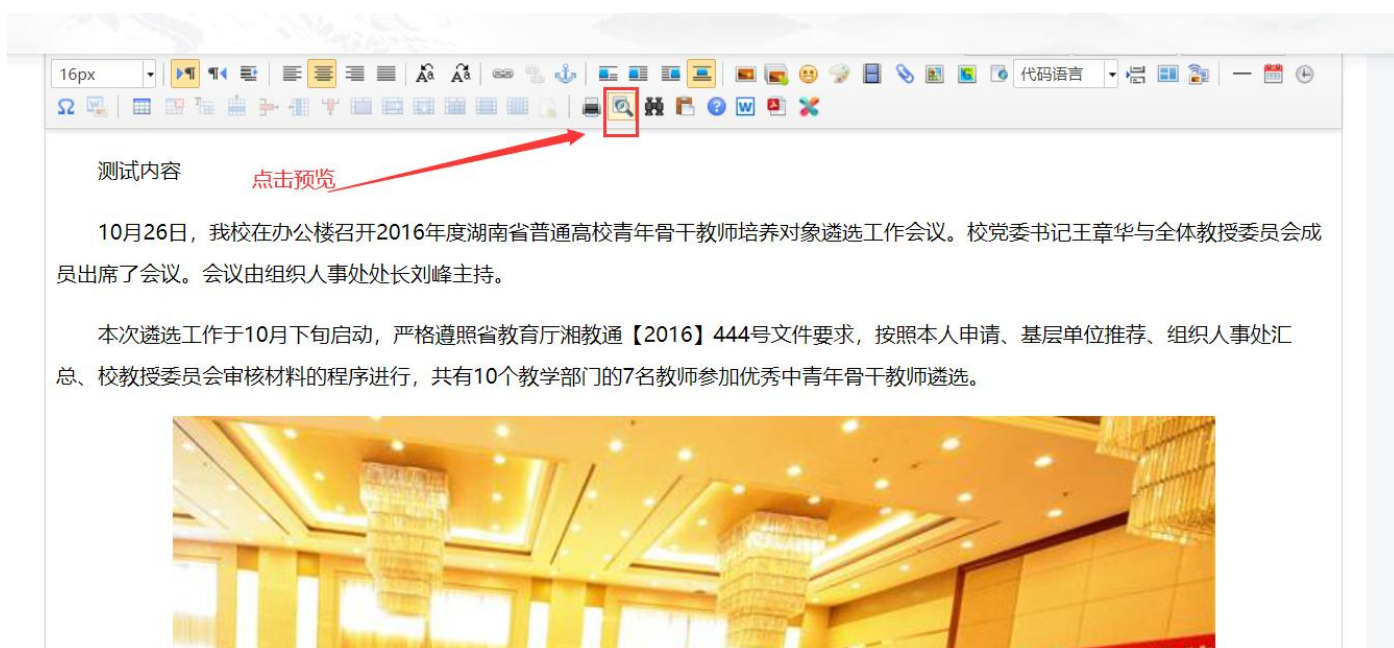 16px
代码语言
测试内容
点击预览
10月26日，我校在办公楼召开2016年度湖南省普通高校青年骨干教师培养对象遴选工作会议。校党委书记王章华与全体教授委员会成
员出席了会议。会议由组织人事处处长刘峰主持。
本次遴选工作于10月下旬启动，严格遵照省教育厅湘教通【2016】444号文件要求，按照本人申请、基层单位推荐、组织人事处汇
总、校教授委员会审核材料的程序进行，共有10个教学部门的7名教师参加优秀中青年骨干教师遴选。